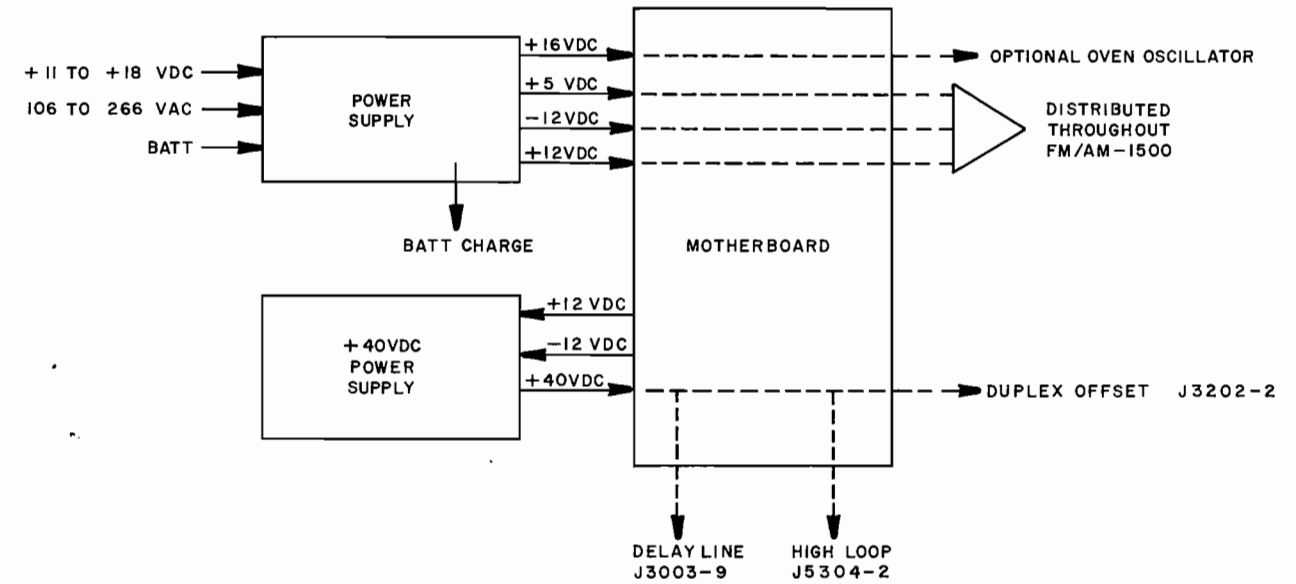 +11 TO +18 VDC
106 TO 266 VAC
BATT
POWER
SUPPLY
+16VDC
+5 VDC
-12VDC
+12VDC
BATT CHARGE
MOTHERBOARD
OPTIONAL OVEN OSCILLATOR
DISTRIBUTED
THROUGHOUT
FM/AM-1500
+40VDC
POWER
SUPPLY
+12 VDC
-12 VDC
+40VDC
DUPLEX OFFSET J3202-2
DELAY LINE
J3003-9
HIGH LOOP
J5304-2